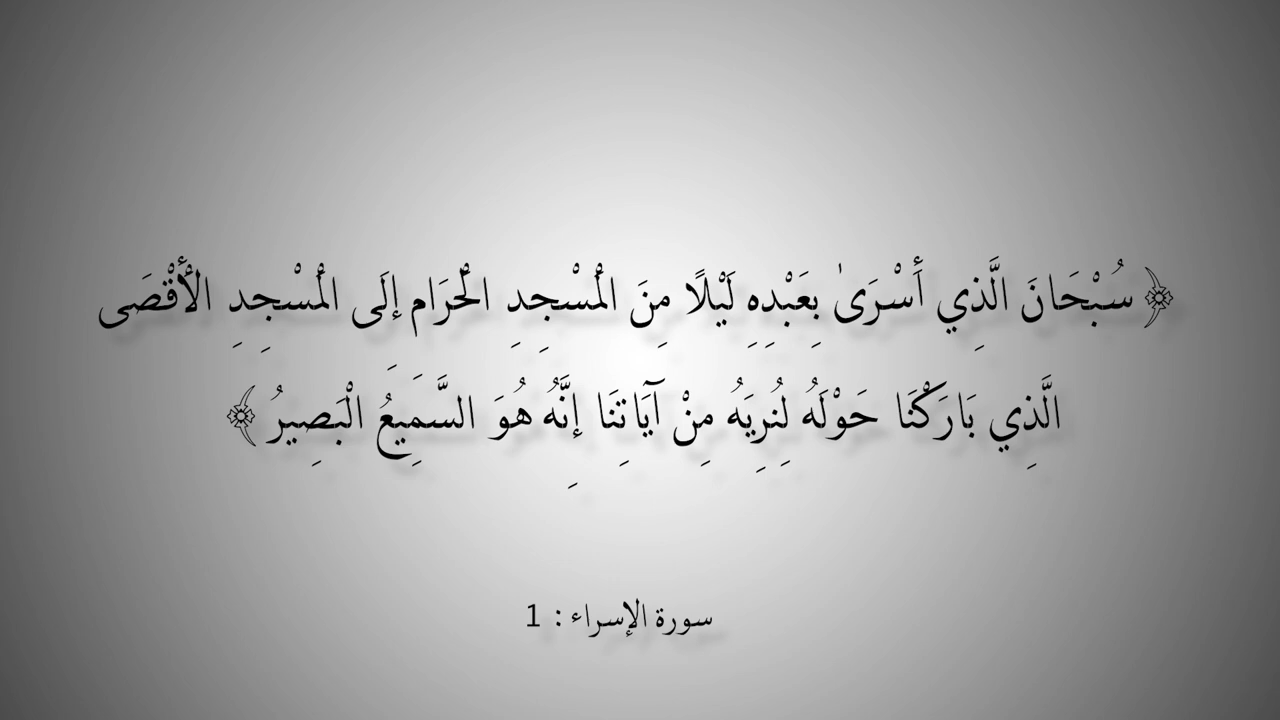 ﴿ سُبْحَانَ الَّذِي أَسْرَىٰ بِعَبْدِهِ لَيْلًا مِنَ الْمَسْجِدِ الْحَرَام إِلَى الْمَسْجِدِ الْأَقْصَى
الَّذِي بَارَكْنَا حَوْلَهُ لِنُرِيَهُ مِنْ آيَاتِنَا إِنَّهُ هُوَ السَّمِيعُ الْبَصِيرُ ﴾
سورة الإسراء : 1